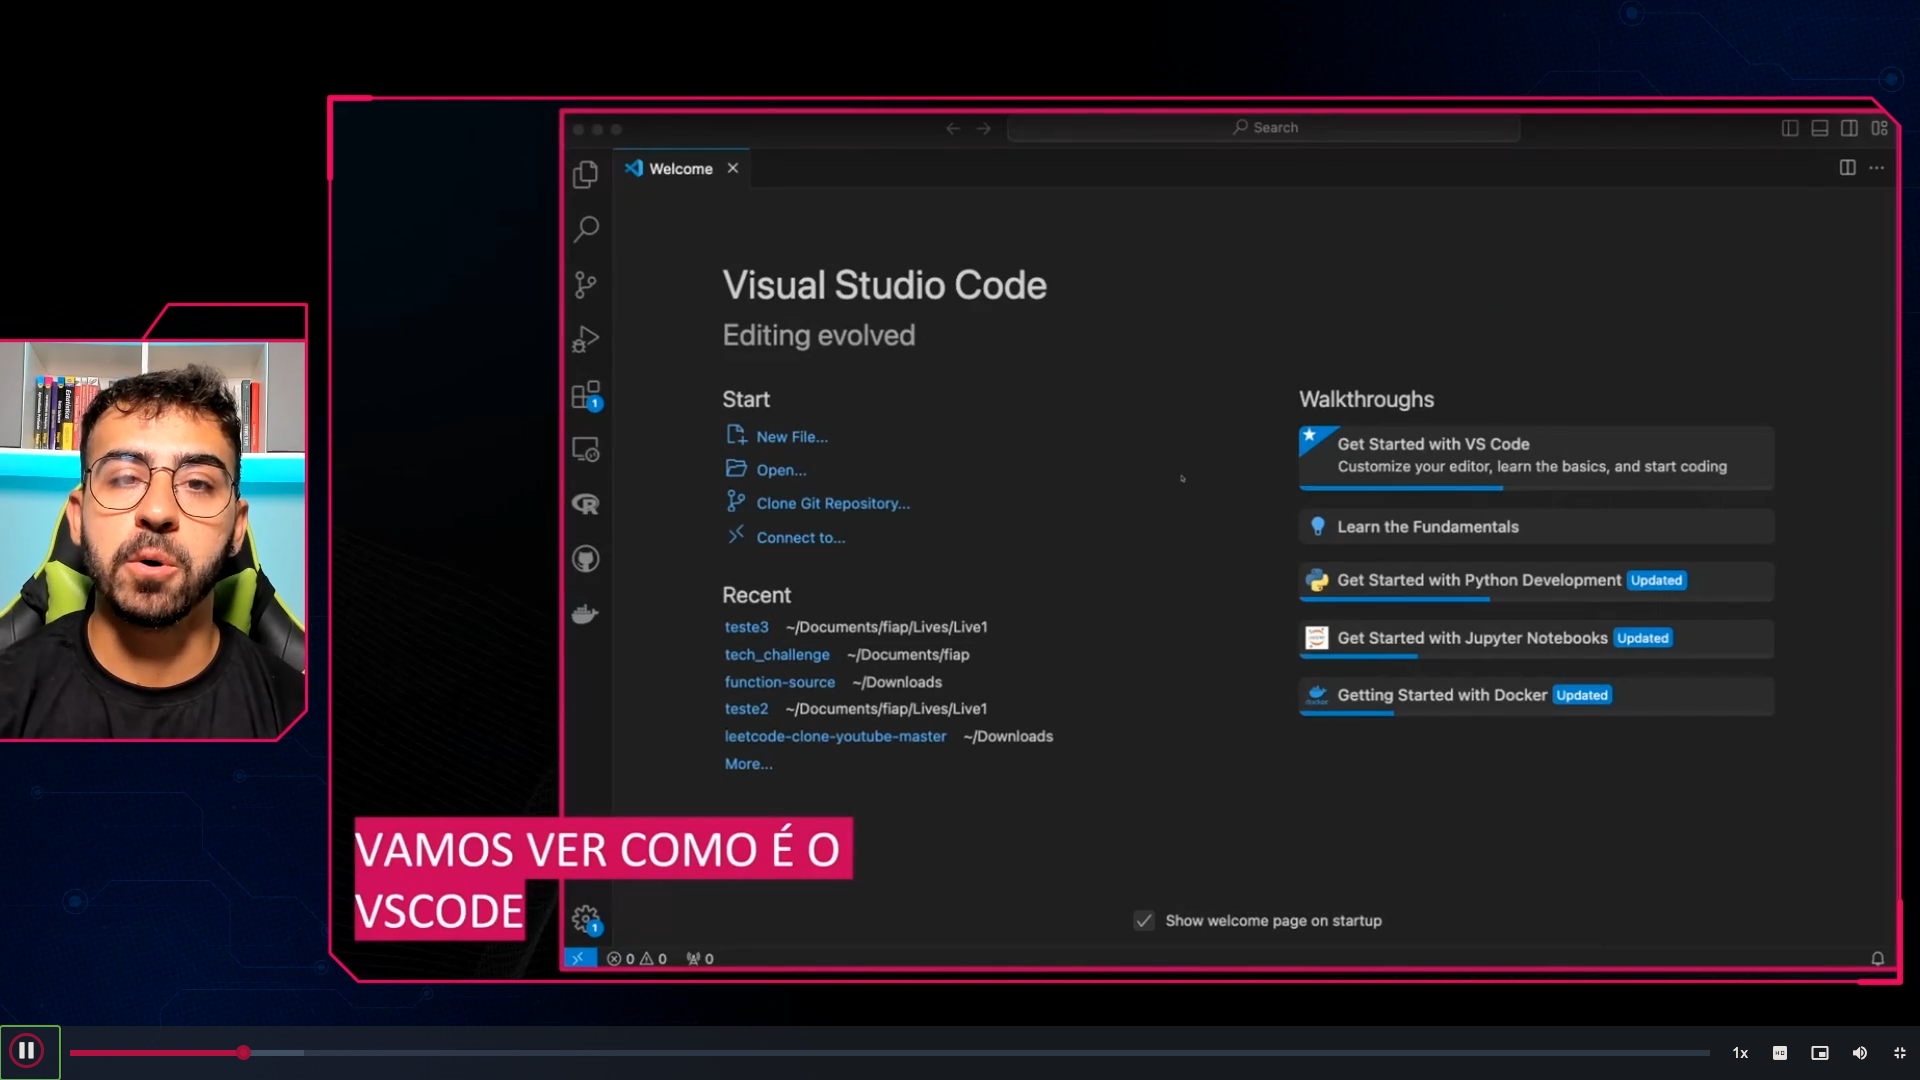 Search
Welcome
Visual Studio Code
Editing evolved
Start
New File...
Open...
Clone Git Repository...
Connect to...
Recent
teste3 ~/Documents/fiap/Lives/Live1
tech_challenge ~/Documents/fiap
function-source ~/Downloads
teste2 ~/Documents/fiap/Lives/Live1
leetcode-clone-youtube-master ~/Downloads
More...
Walkthroughs
Get Started with VS Code
Customize your editor, learn the basics, and start coding
Learn the Fundamentals
Get Started with Python Development Updated
Get Started with Jupyter Notebooks Updated
Getting Started with Docker Updated
1
VAMOS VER COMO É O
VSCODE
1
Show welcome page on startup
0 0 0
1x